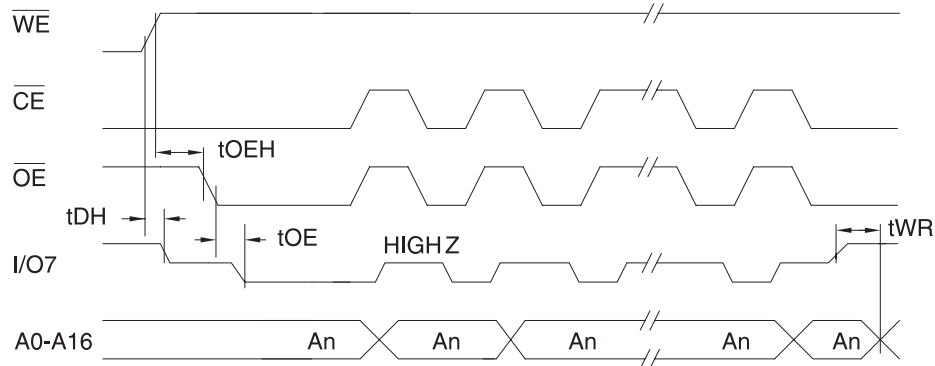 WE
CE
tOEH
OE
tDH
tOE
HIGH Z
tWR
I/O7
A0-A16
An An An An An